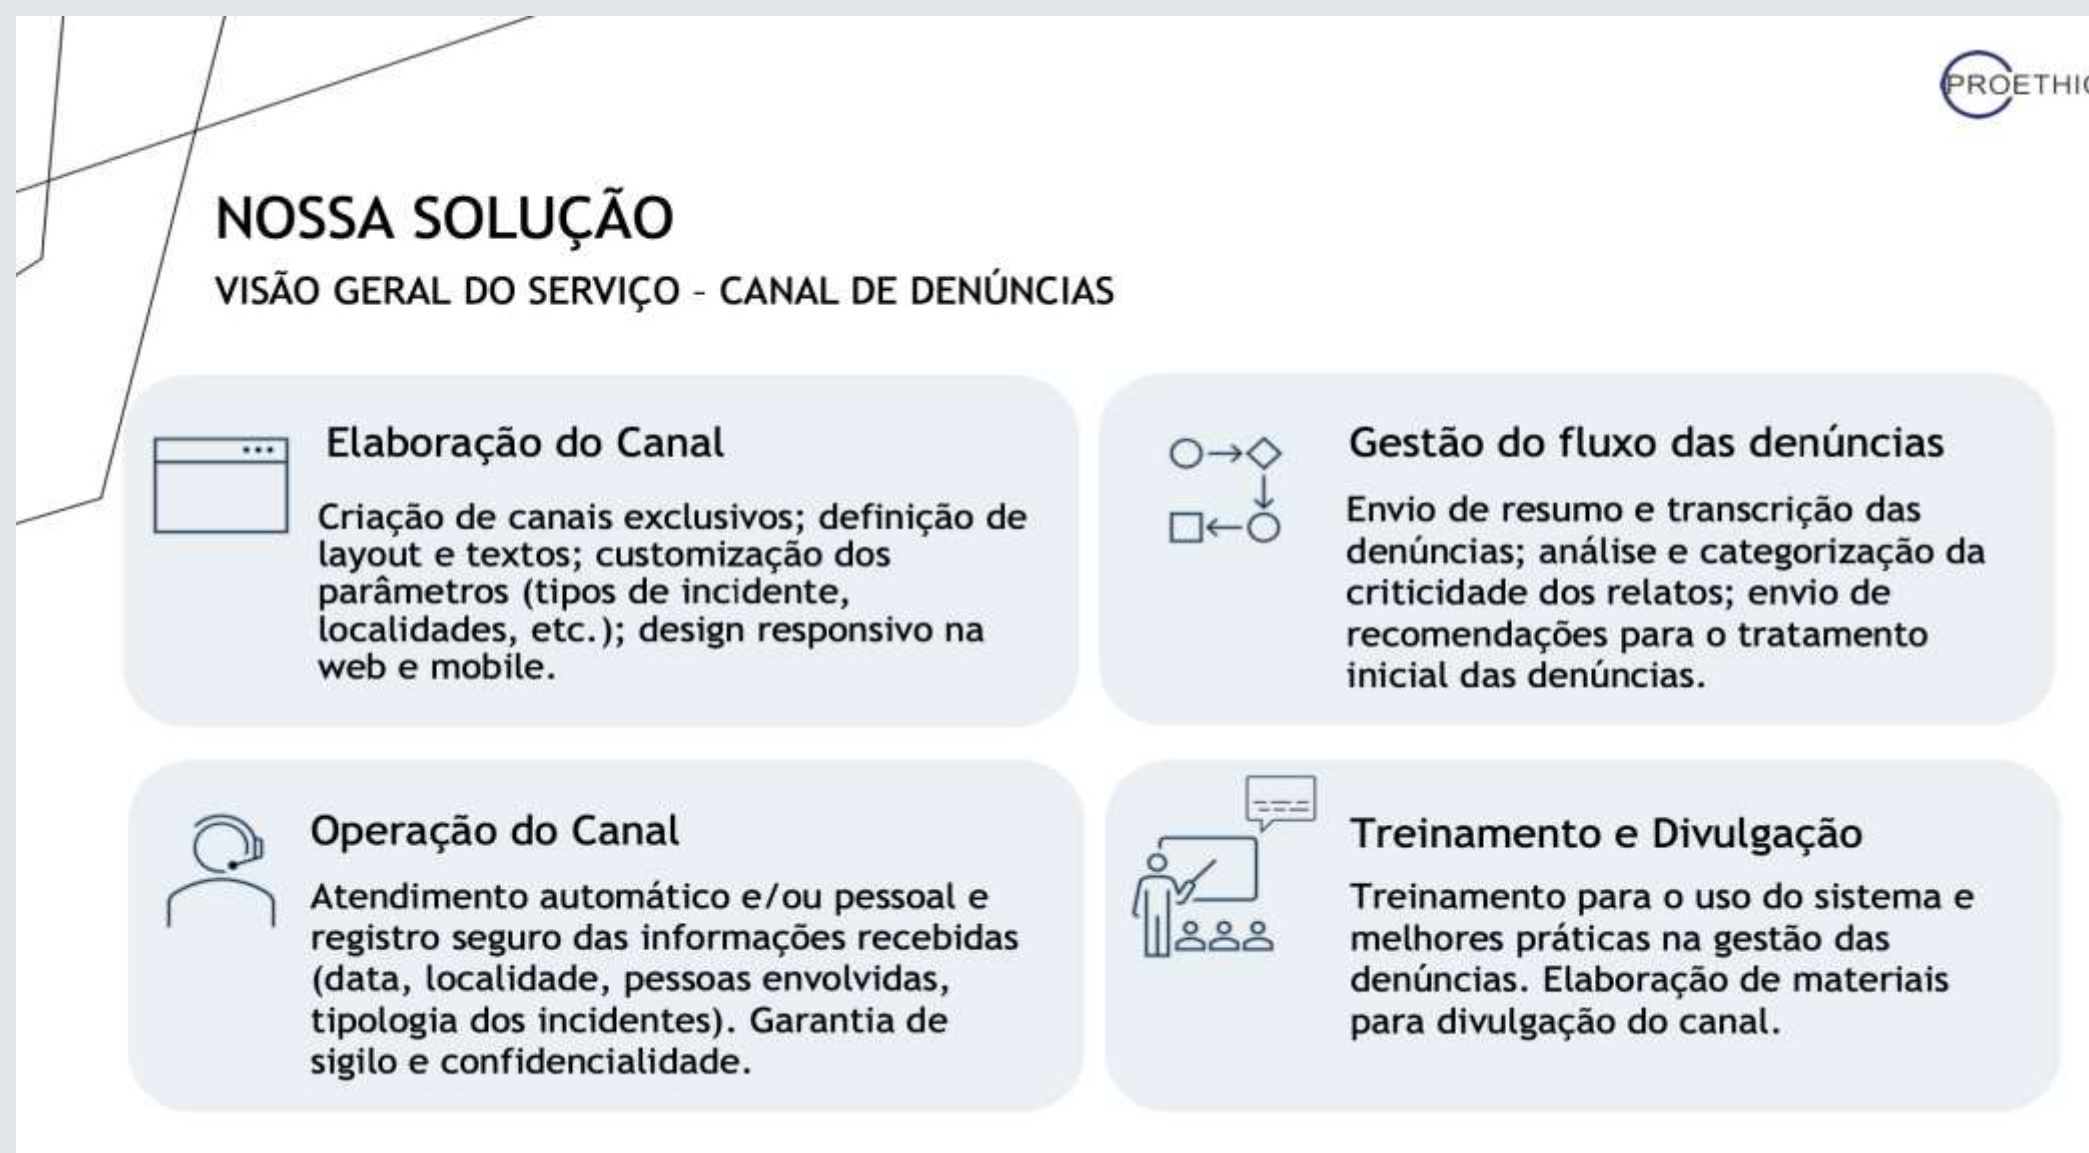 PROETHIC
NOSSA SOLUÇÃO
VISÃO GERAL DO SERVIÇO – CANAL DE DENÚNCIAS
Elaboração do Canal
Criação de canais exclusivos; definição de
layout e textos; customização dos
parâmetros (tipos de incidente,
localidades, etc.); design responsivo na
web e mobile.
Gestão do fluxo das denúncias
Envio de resumo e transcrição das
denúncias; análise e categorização da
criticidade dos relatos; envio de
recomendações para o tratamento
inicial das denúncias.
Operação do Canal
Atendimento automático e/ou pessoal e
registro seguro das informações recebidas
(data, localidade, pessoas envolvidas,
tipologia dos incidentes). Garantia de
sigilo e confidencialidade.
Treinamento e Divulgação
Treinamento para o uso do sistema e
melhores práticas na gestão das
denúncias. Elaboração de materiais
para divulgação do canal.